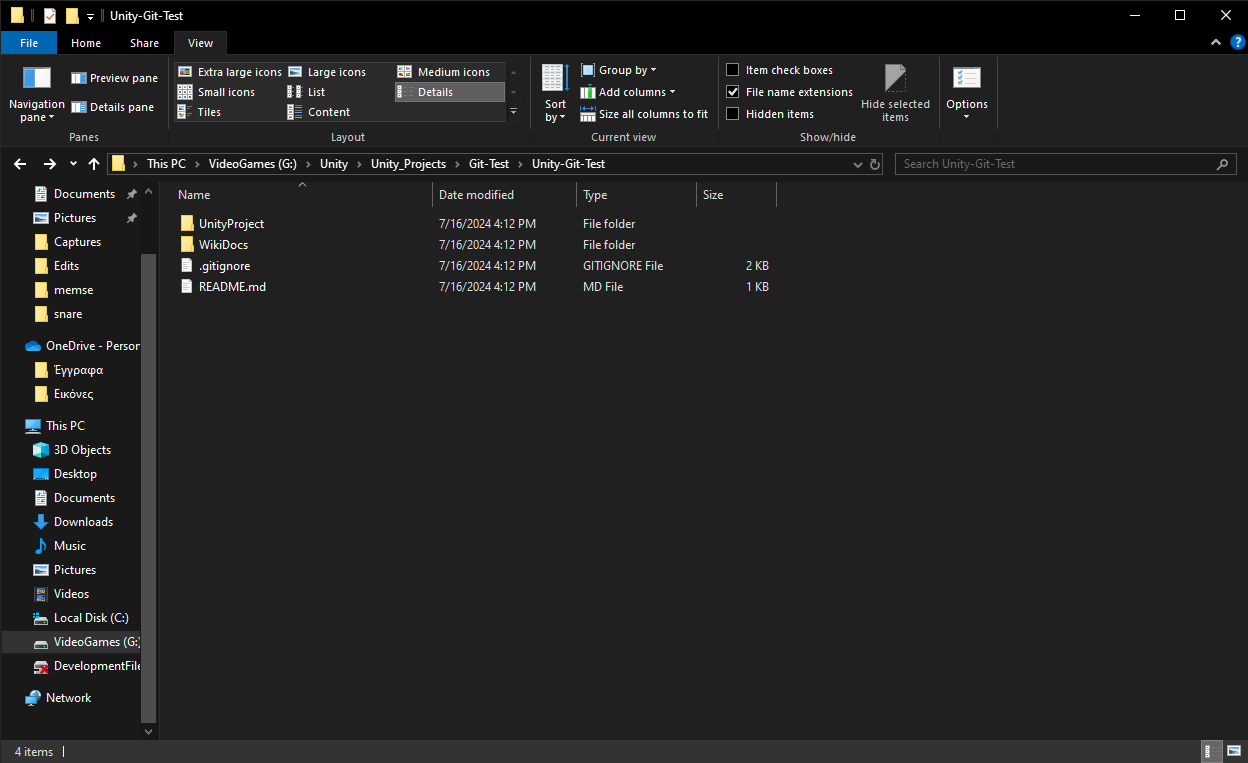 Unity-Git-Test
File Home Share View
Navigation pane
Preview pane
Details pane
Panes
Extra large icons Large icons Medium icons
Small icons List Details
Tiles Content
Layout
Sort by
Group by
Add columns
Size all columns to fit
Current view
Item check boxes
File name extensions
Hidden items
Hide selected items
Show/hide
Options
This PC VideoGames (G:) Unity Unity_Projects Git-Test Unity-Git-Test
Search Unity-Git-Test
Documents
Pictures
Captures
Edits
memse
snare
OneDrive - Person
Έγγραφα
Εικόνες
This PC
3D Objects
Desktop
Documents
Downloads
Music
Pictures
Videos
Local Disk (C:)
VideoGames (G:)
DevelopmentFile
Network
Name Date modified Type Size
UnityProject 7/16/2024 4:12 PM File folder
WikiDocs 7/16/2024 4:12 PM File folder
.gitignore 7/16/2024 4:12 PM GITIGNORE File 2 KB
README.md 7/16/2024 4:12 PM MD File 1 KB
4 items